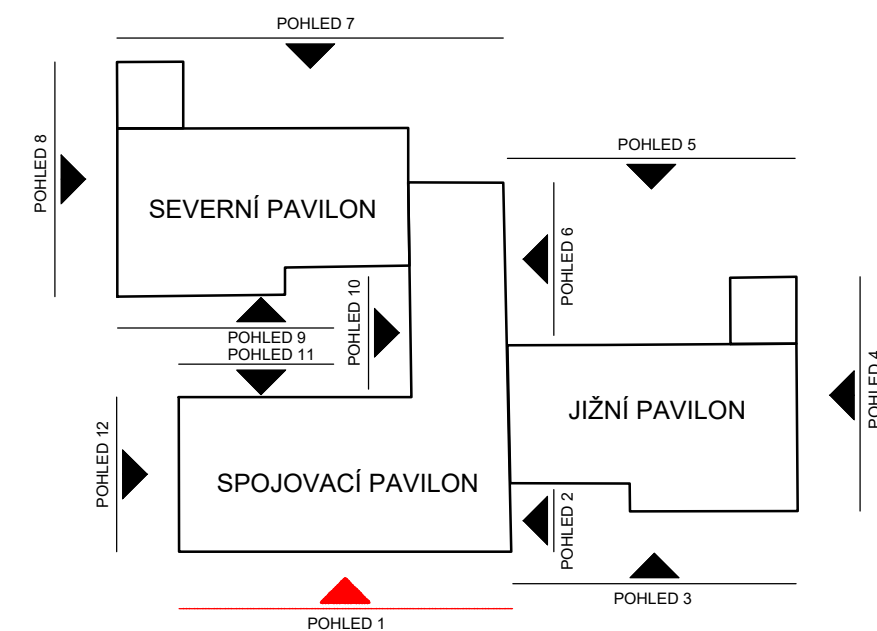 POHLED 7
POHLED 8
POHLED 5
SEVERNÍ PAVILON
POHLED 6
POHLED 10
POHLED 9
POHLED 11
POHLED 4
JIŽNÍ PAVILON
POHLED 12
SPOJOVACÍ PAVILON
POHLED 2
POHLED 3
POHLED 1